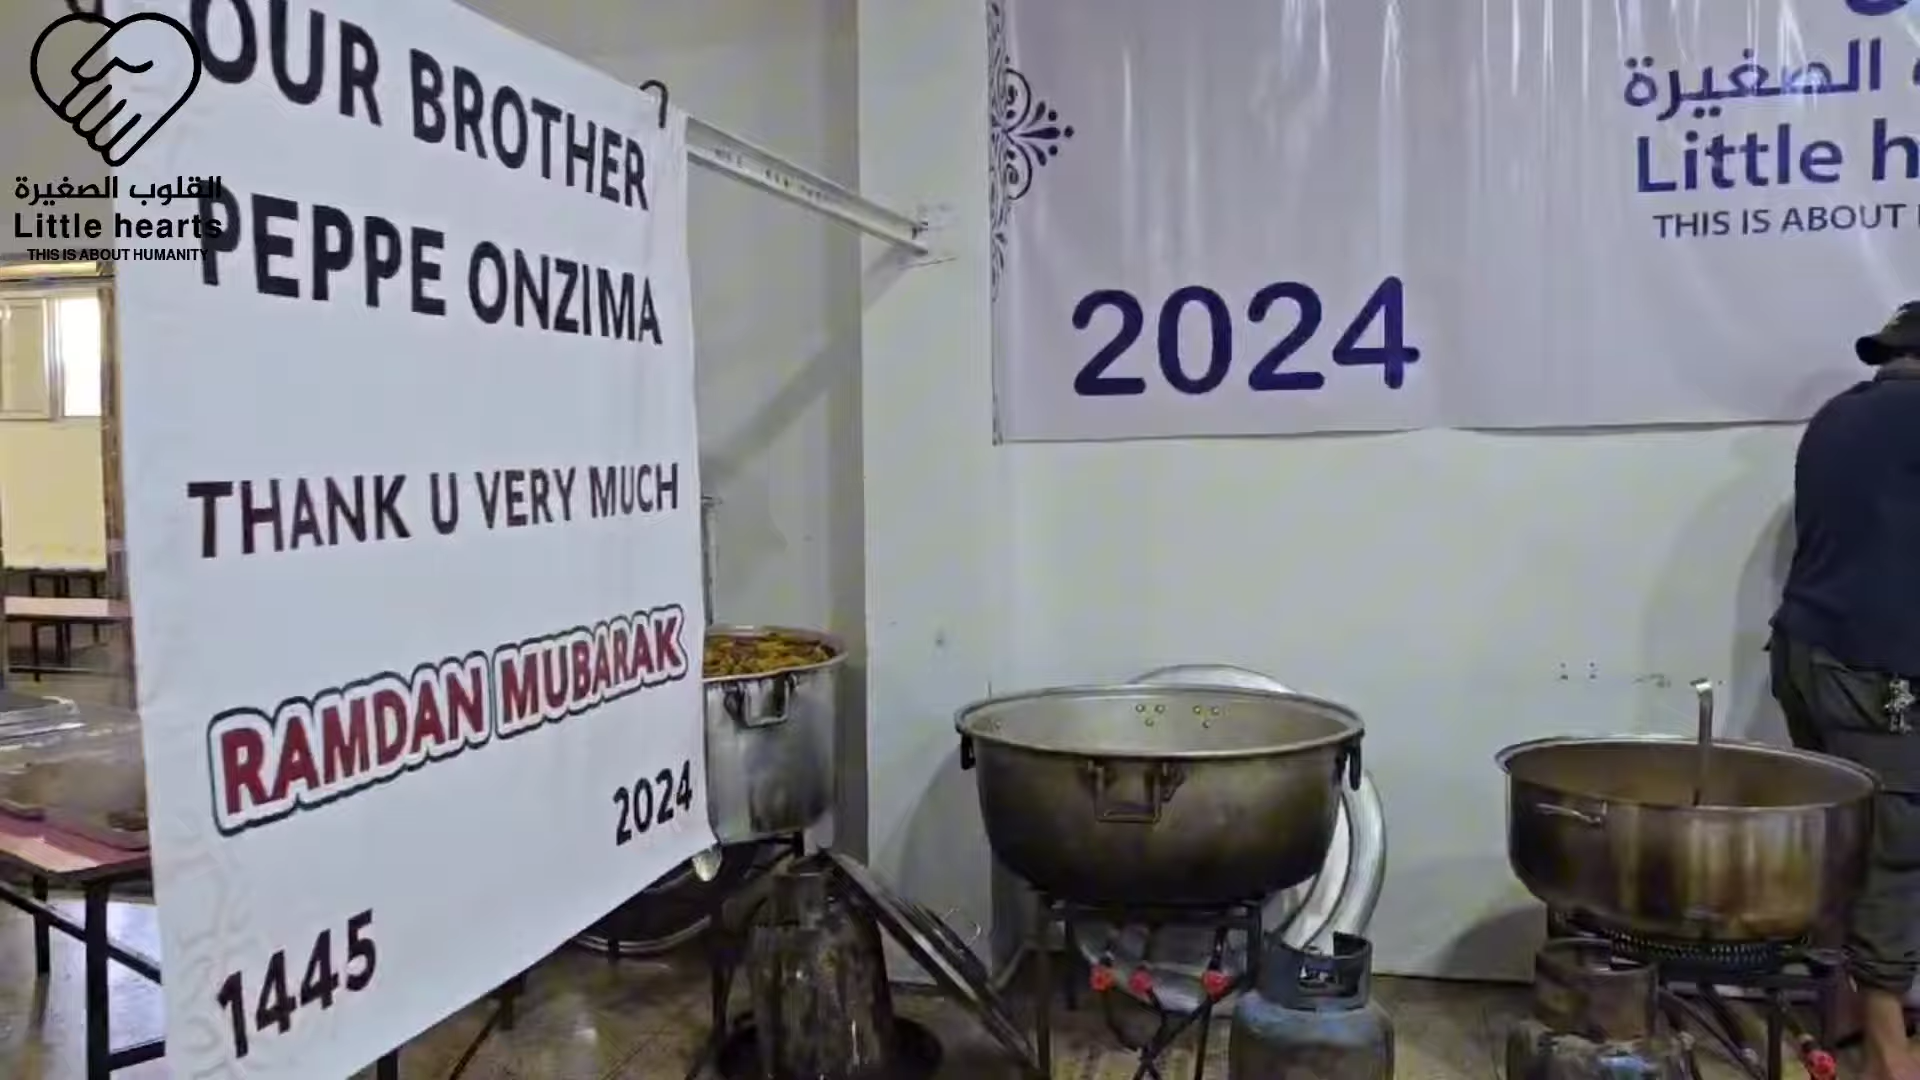 القلوب الصغيرة
Little hearts
THIS IS ABOUT HUMANITY
OUR BROTHER
PEPPE ONZIMA
THANK U VERY MUCH
RAMDAN MUBARAK
2024
1445
الصغيرة
Little h
THIS IS ABOUT
2024